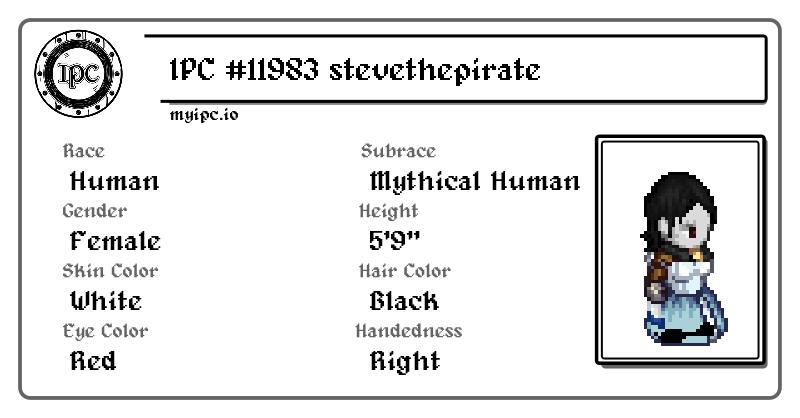 IPC
IPC #11983 stevethepirate
myipc.io
Race
Subrace
Human
Mythical Human
Gender
Height
Female
5'9"
Skin Color
Hair Color
White
Black
Eye Color
Handedness
Red
Right